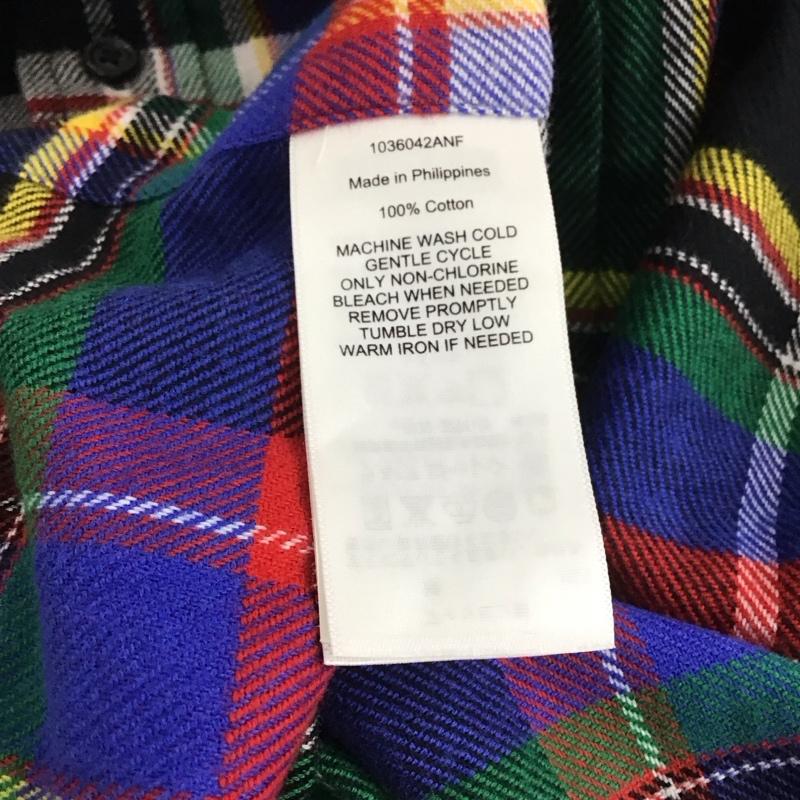 1036042ANF
Made in Philippines
100% Cotton
MACHINE WASH COLD
GENTLE CYCLE
ONLY NON-CHLORINE
BLEACH WHEN NEEDED
REMOVE PROMPTLY
TUMBLE DRY LOW
WARM IRON IF NEEDED